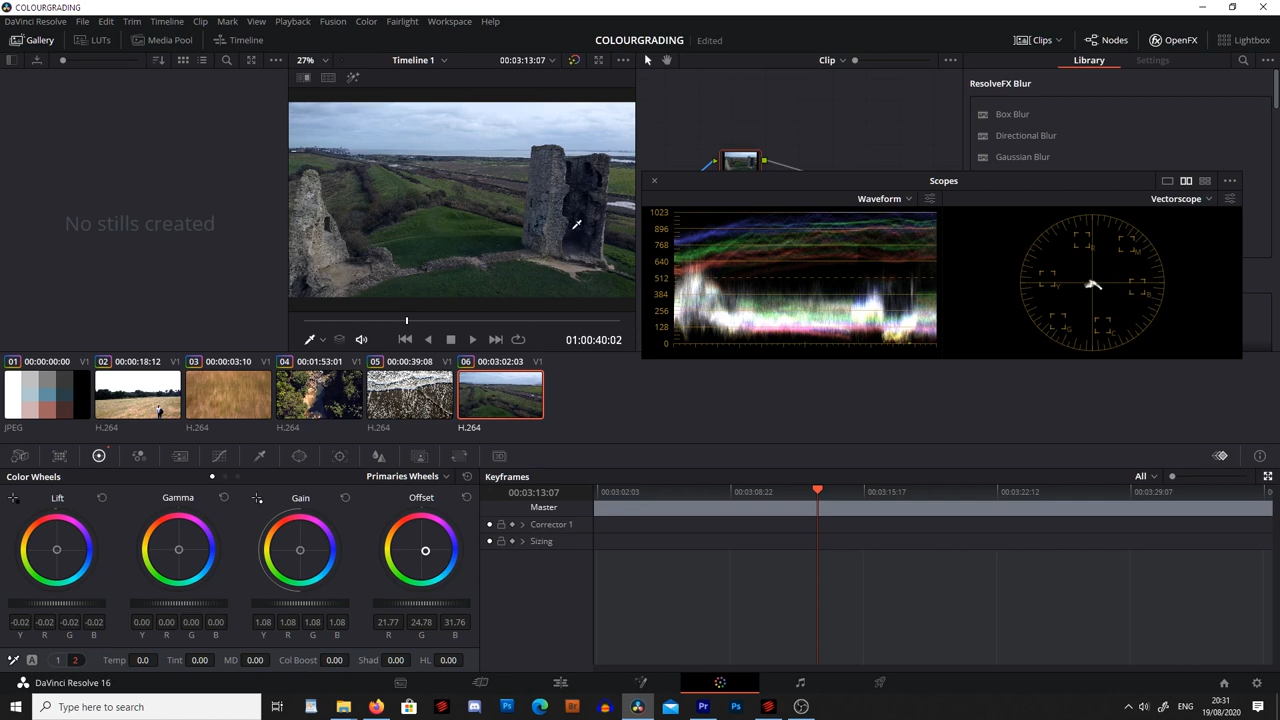 COLOURGRADING
DaVinci Resolve File Edit Trim Timeline Clip Mark View Playback Fusion Color Fairlight Workspace Help
Gallery LUTs Media Pool Timeline COLOURGRADING Edited Clips Nodes OpenFX Lightbox
27% Timeline 1 00:03:13:07 Clip Library Settings
ResolveFX Blur
Box Blur
Directional Blur
Gaussian Blur
No stills created
Scopes
Waveform Vectorscope
1023
896
768
640
512
384
256
128
0
R
M
B
C
G
Y
01:00:40:02
01 00:00:00:00 V1 02 00:00:18:12 V1 03 00:00:03:10 V1 04 00:01:53:01 V1 05 00:00:39:08 V1 06 00:03:02:03 V1
JPEG H.264 H.264 H.264 H.264 H.264
Color Wheels Primaries Wheels Keyframes All
Lift Gamma Gain Offset
00:03:13:07 00:03:02:03 00:03:08:22 00:03:15:17 00:03:22:12 00:03:29:07
Master
Corrector 1
Sizing
-0.02 -0.02 -0.02 -0.02 0.00 0.00 0.00 0.00 1.08 1.08 1.08 1.08 21.77 24.78 31.76
Y R G B Y R G B Y R G B R G B
A 1 2 Temp 0.0 Tint 0.00 MD 0.00 Col Boost 0.00 Shad 0.00 HL 0.00
DaVinci Resolve 16
Type here to search
Ps Br Pr Ps
ENG 20:31
19/08/2020